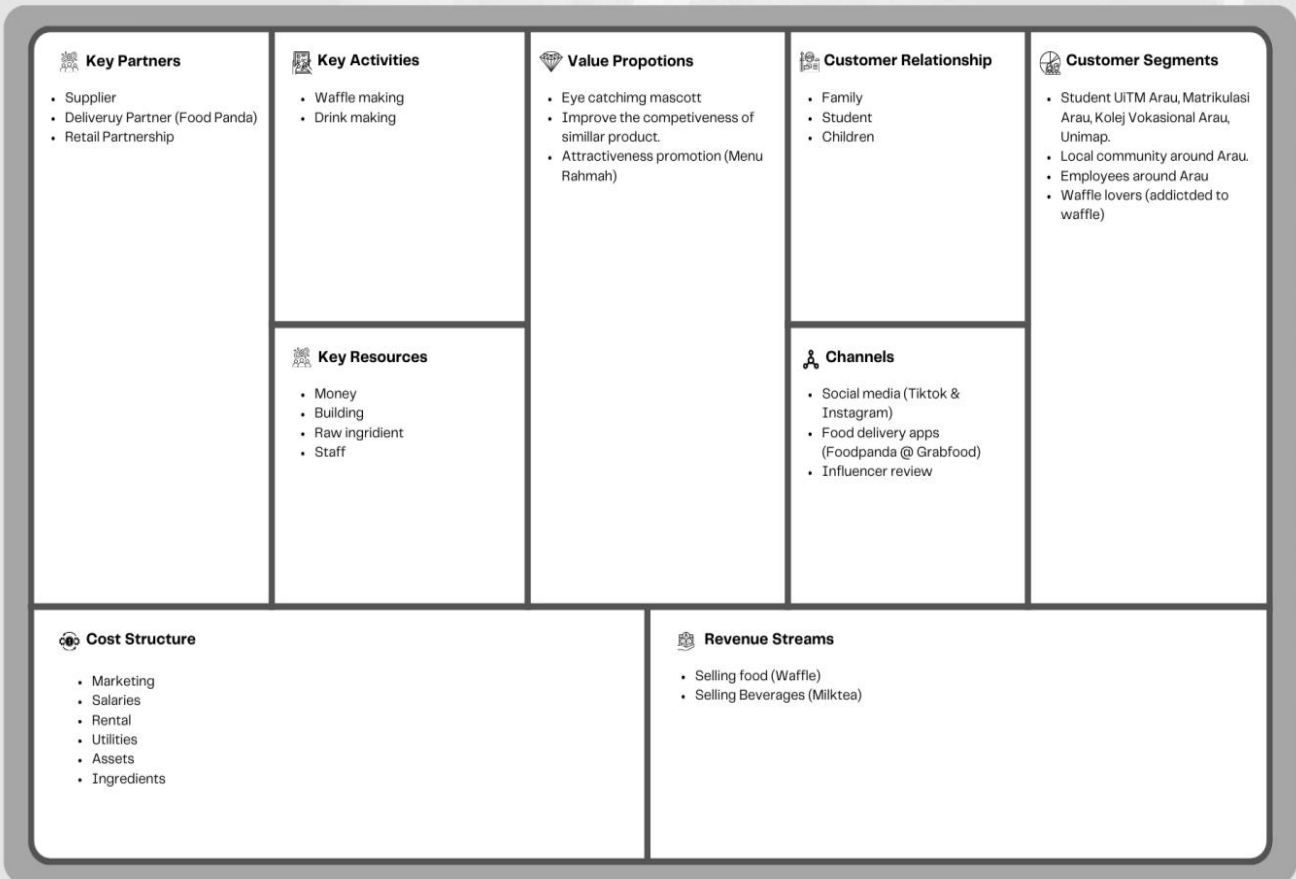 Key Partners
• Supplier
• Deliveruy Partner (Food Panda)
• Retail Partnership
Key Activities
• Waffle making
• Drink making
Key Resources
• Money
• Building
• Raw ingridient
• Staff
Value Propotions
• Eye catchimg mascott
• Improve the competiveness of
simillar product.
• Attractiveness promotion (Menu
Rahmah)
Customer Relationship
• Family
• Student
• Children
Channels
• Social media (Tiktok &
Instagram)
• Food delivery apps
(Foodpanda @ Grabfood)
• Influencer review
Customer Segments
• Student UiTM Arau, Matrikulasi
Arau, Kolej Vokasional Arau,
Unimap.
• Local community around Arau.
• Employees around Arau
• Waffle lovers (addictded to
waffle)
Cost Structure
• Marketing
• Salaries
• Rental
• Utilities
• Assets
• Ingredients
Revenue Streams
• Selling food (Waffle)
• Selling Beverages (Milktea)